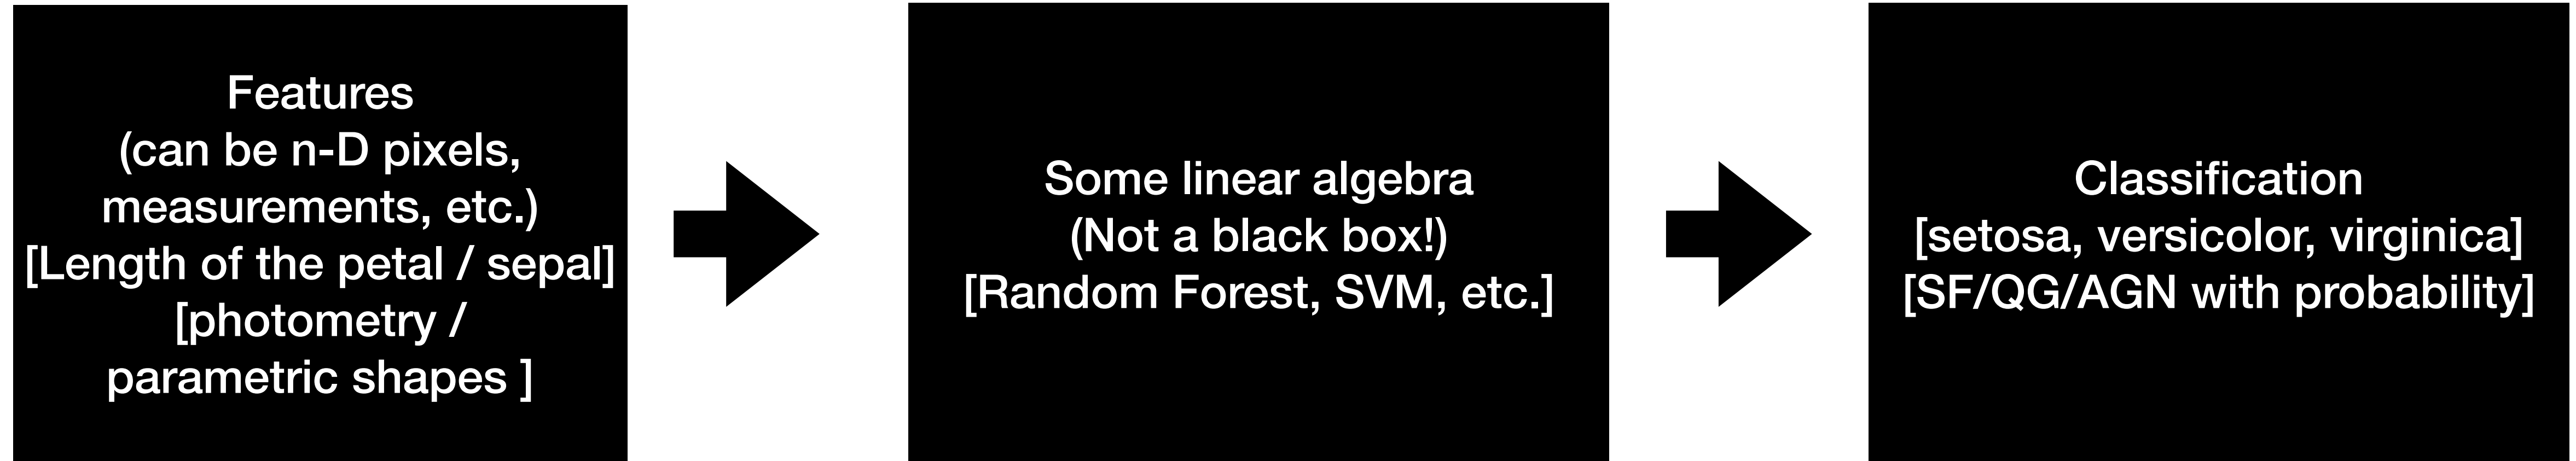 Features
(can be n-D pixels,
measurements, etc.)
[Length of the petal / sepal]
[photometry /
parametric shapes ]
Some linear algebra
(Not a black box!)
[Random Forest, SVM, etc.]
Classification
[setosa, versicolor, virginica]
[SF/QG/AGN with probability]